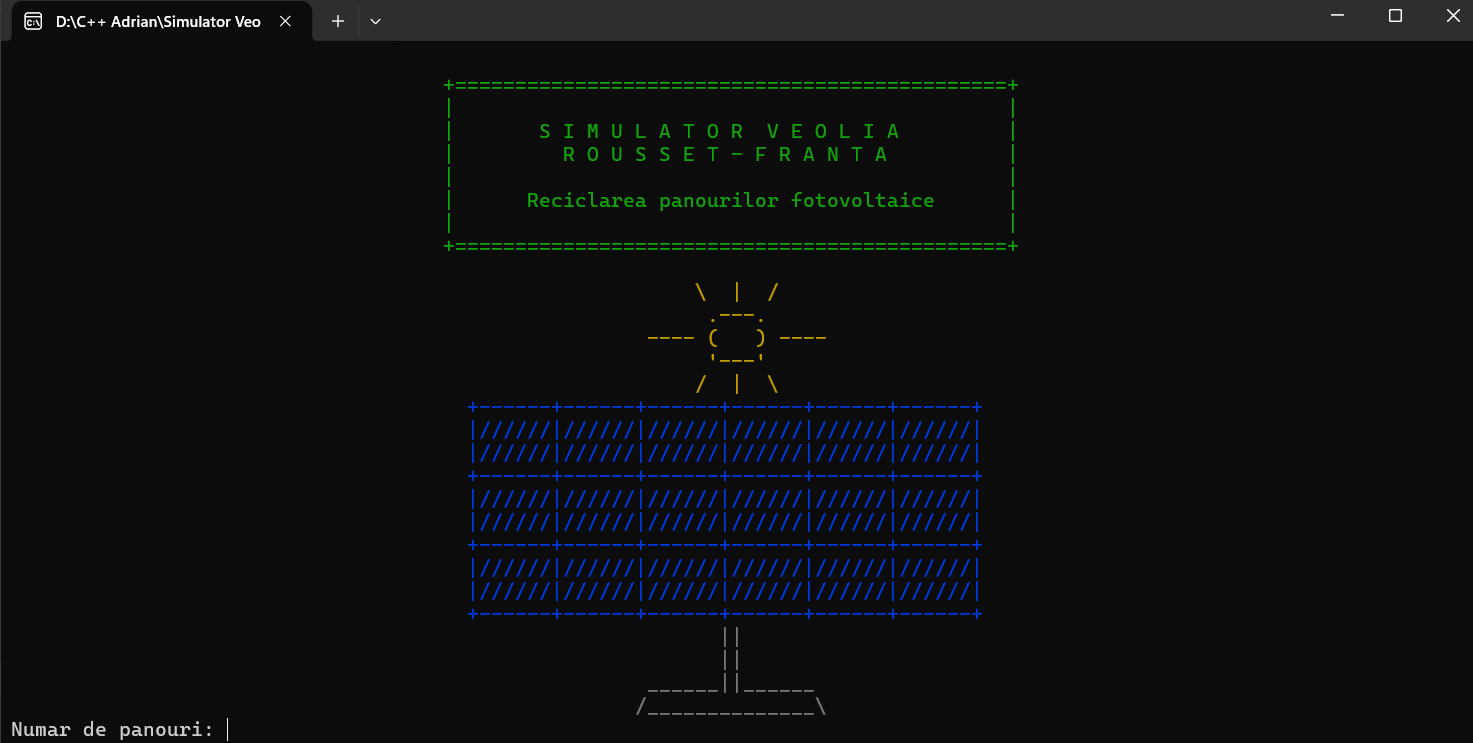 D:\C++ Adrian\Simulator Veo
S I M U L A T O R  V E O L I A
R O U S S E T - F R A N T A
Reciclarea panourilor fotovoltaice
Numar de panouri: